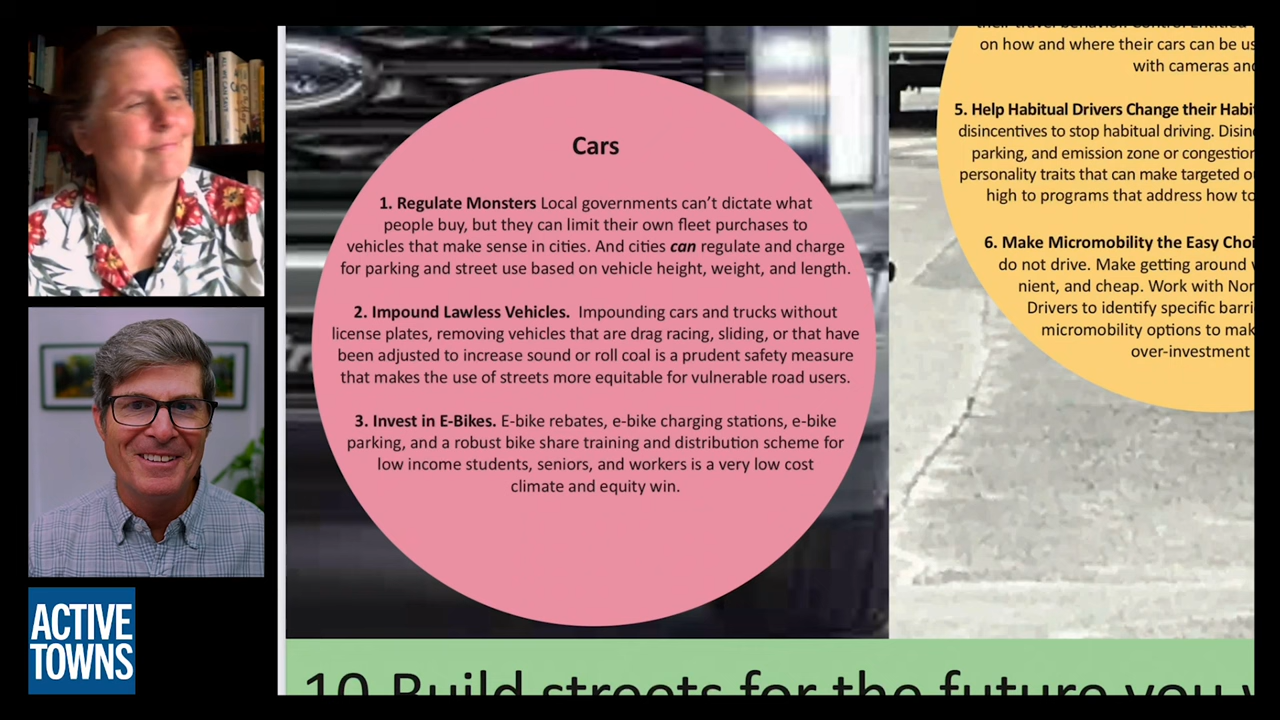 Cars
1. Regulate Monsters Local governments can't dictate what
people buy, but they can limit their own fleet purchases to
vehicles that make sense in cities. And cities can regulate and charge
for parking and street use based on vehicle height, weight, and length.
2. Impound Lawless Vehicles. Impounding cars and trucks without
license plates, removing vehicles that are drag racing, sliding, or that have
been adjusted to increase sound or roll coal is a prudent safety measure
that makes the use of streets more equitable for vulnerable road users.
3. Invest in E-Bikes. E-bike rebates, e-bike charging stations, e-bike
parking, and a robust bike share training and distribution scheme for
low income students, seniors, and workers is a very low cost
climate and equity win.
on how and where their cars can be us
with cameras and
5. Help Habitual Drivers Change their Habi
disincentives to stop habitual driving. Disin
parking, and emission zone or congestion
personality traits that can make targeted o
high to programs that address how to
6. Make Micromobility the Easy Choi
do not drive. Make getting around
nient, and cheap. Work with Non
Drivers to identify specific barri
micromobility options to mak
over-investment
10 Build streets for the future you
ACTIVE
TOWNS